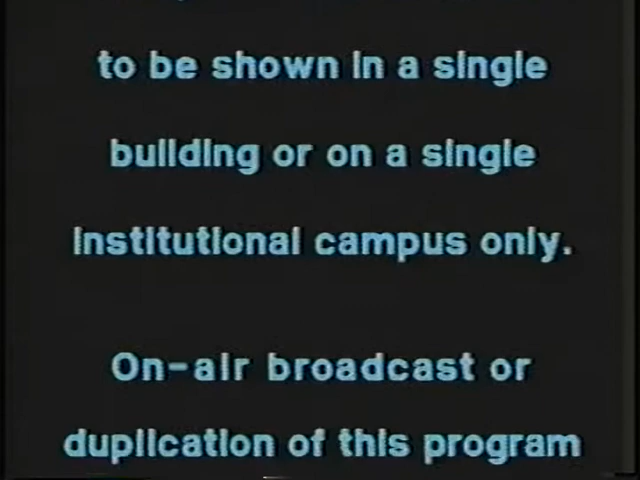 to be shown in a single
building or on a single
institutional campus only.
On-air broadcast or
duplication of this program